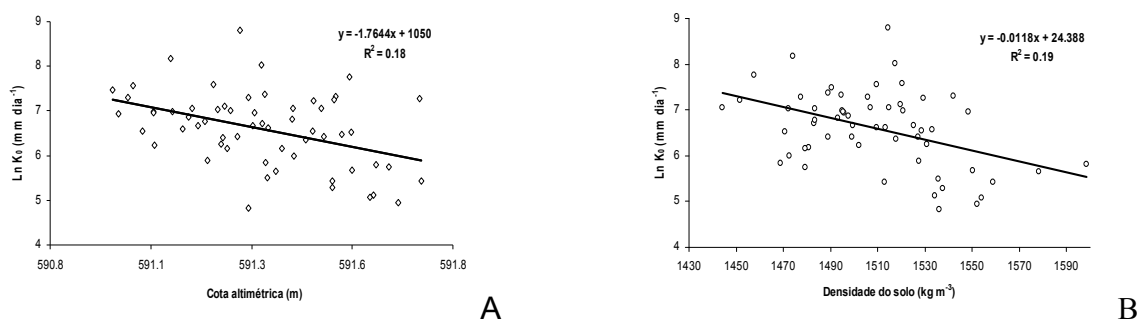 y = -1.7644x + 1050
R² = 0.18
9
8
7
6
5
4
Ln K₀ (mm dia⁻¹)
590.8 591.1 591.3 591.6 591.8
Cota altimétrica (m)
A
y = -0.0118x + 24.388
R² = 0.19
9
8
7
6
5
4
Ln K₀ (mm dia⁻¹)
1430 1450 1470 1490 1510 1530 1550 1570 1590
Densidade do solo (kg m⁻³)
B